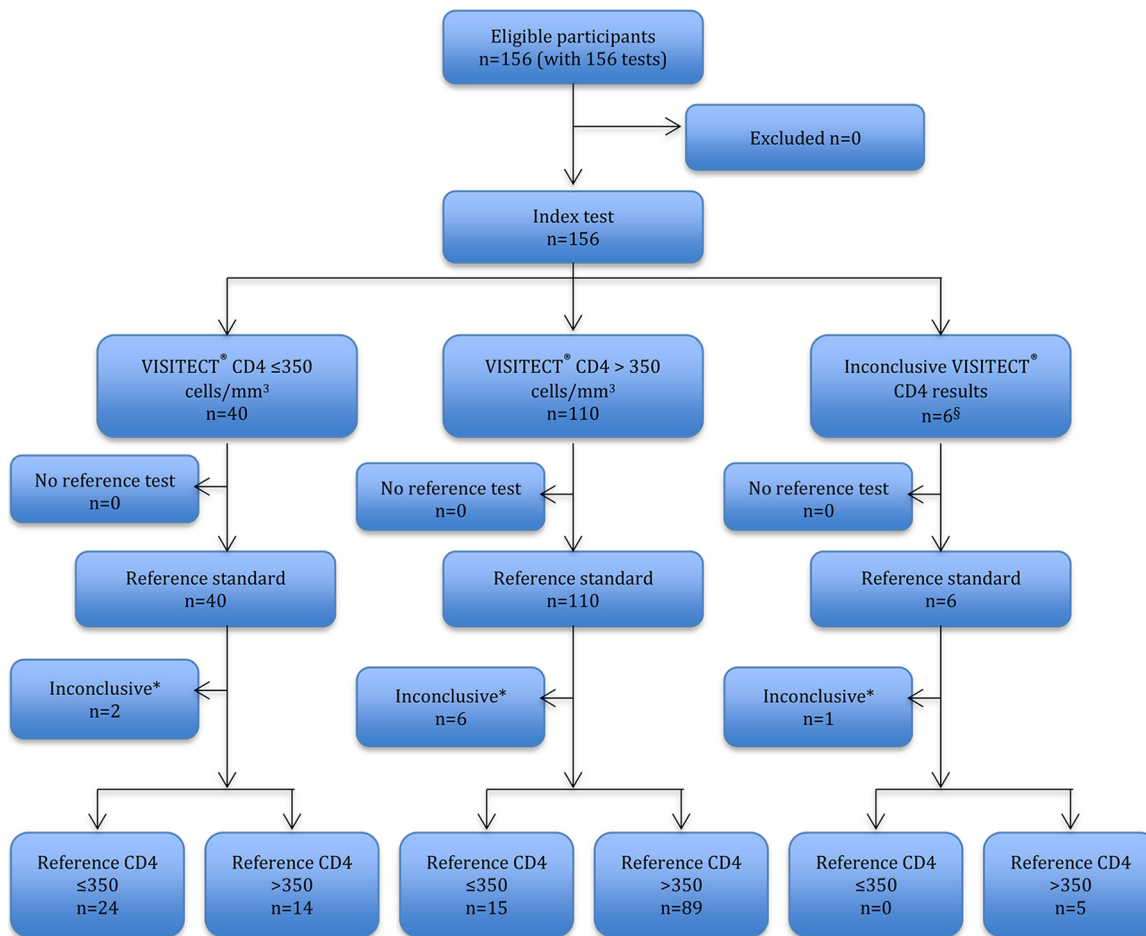 Eligible participants
n=156 (with 156 tests)
Excluded n=0
Index test
n=156
VISITECT® CD4 ≤350
cells/mm³
n=40
VISITECT® CD4 > 350
cells/mm³
n=110
Inconclusive VISITECT®
CD4 results
n=6§
No reference test
n=0
No reference test
n=0
No reference test
n=0
Reference standard
n=40
Reference standard
n=110
Reference standard
n=6
Inconclusive*
n=2
Inconclusive*
n=6
Inconclusive*
n=1
Reference CD4
≤350
n=24
Reference CD4
>350
n=14
Reference CD4
≤350
n=15
Reference CD4
>350
n=89
Reference CD4
≤350
n=0
Reference CD4
>350
n=5